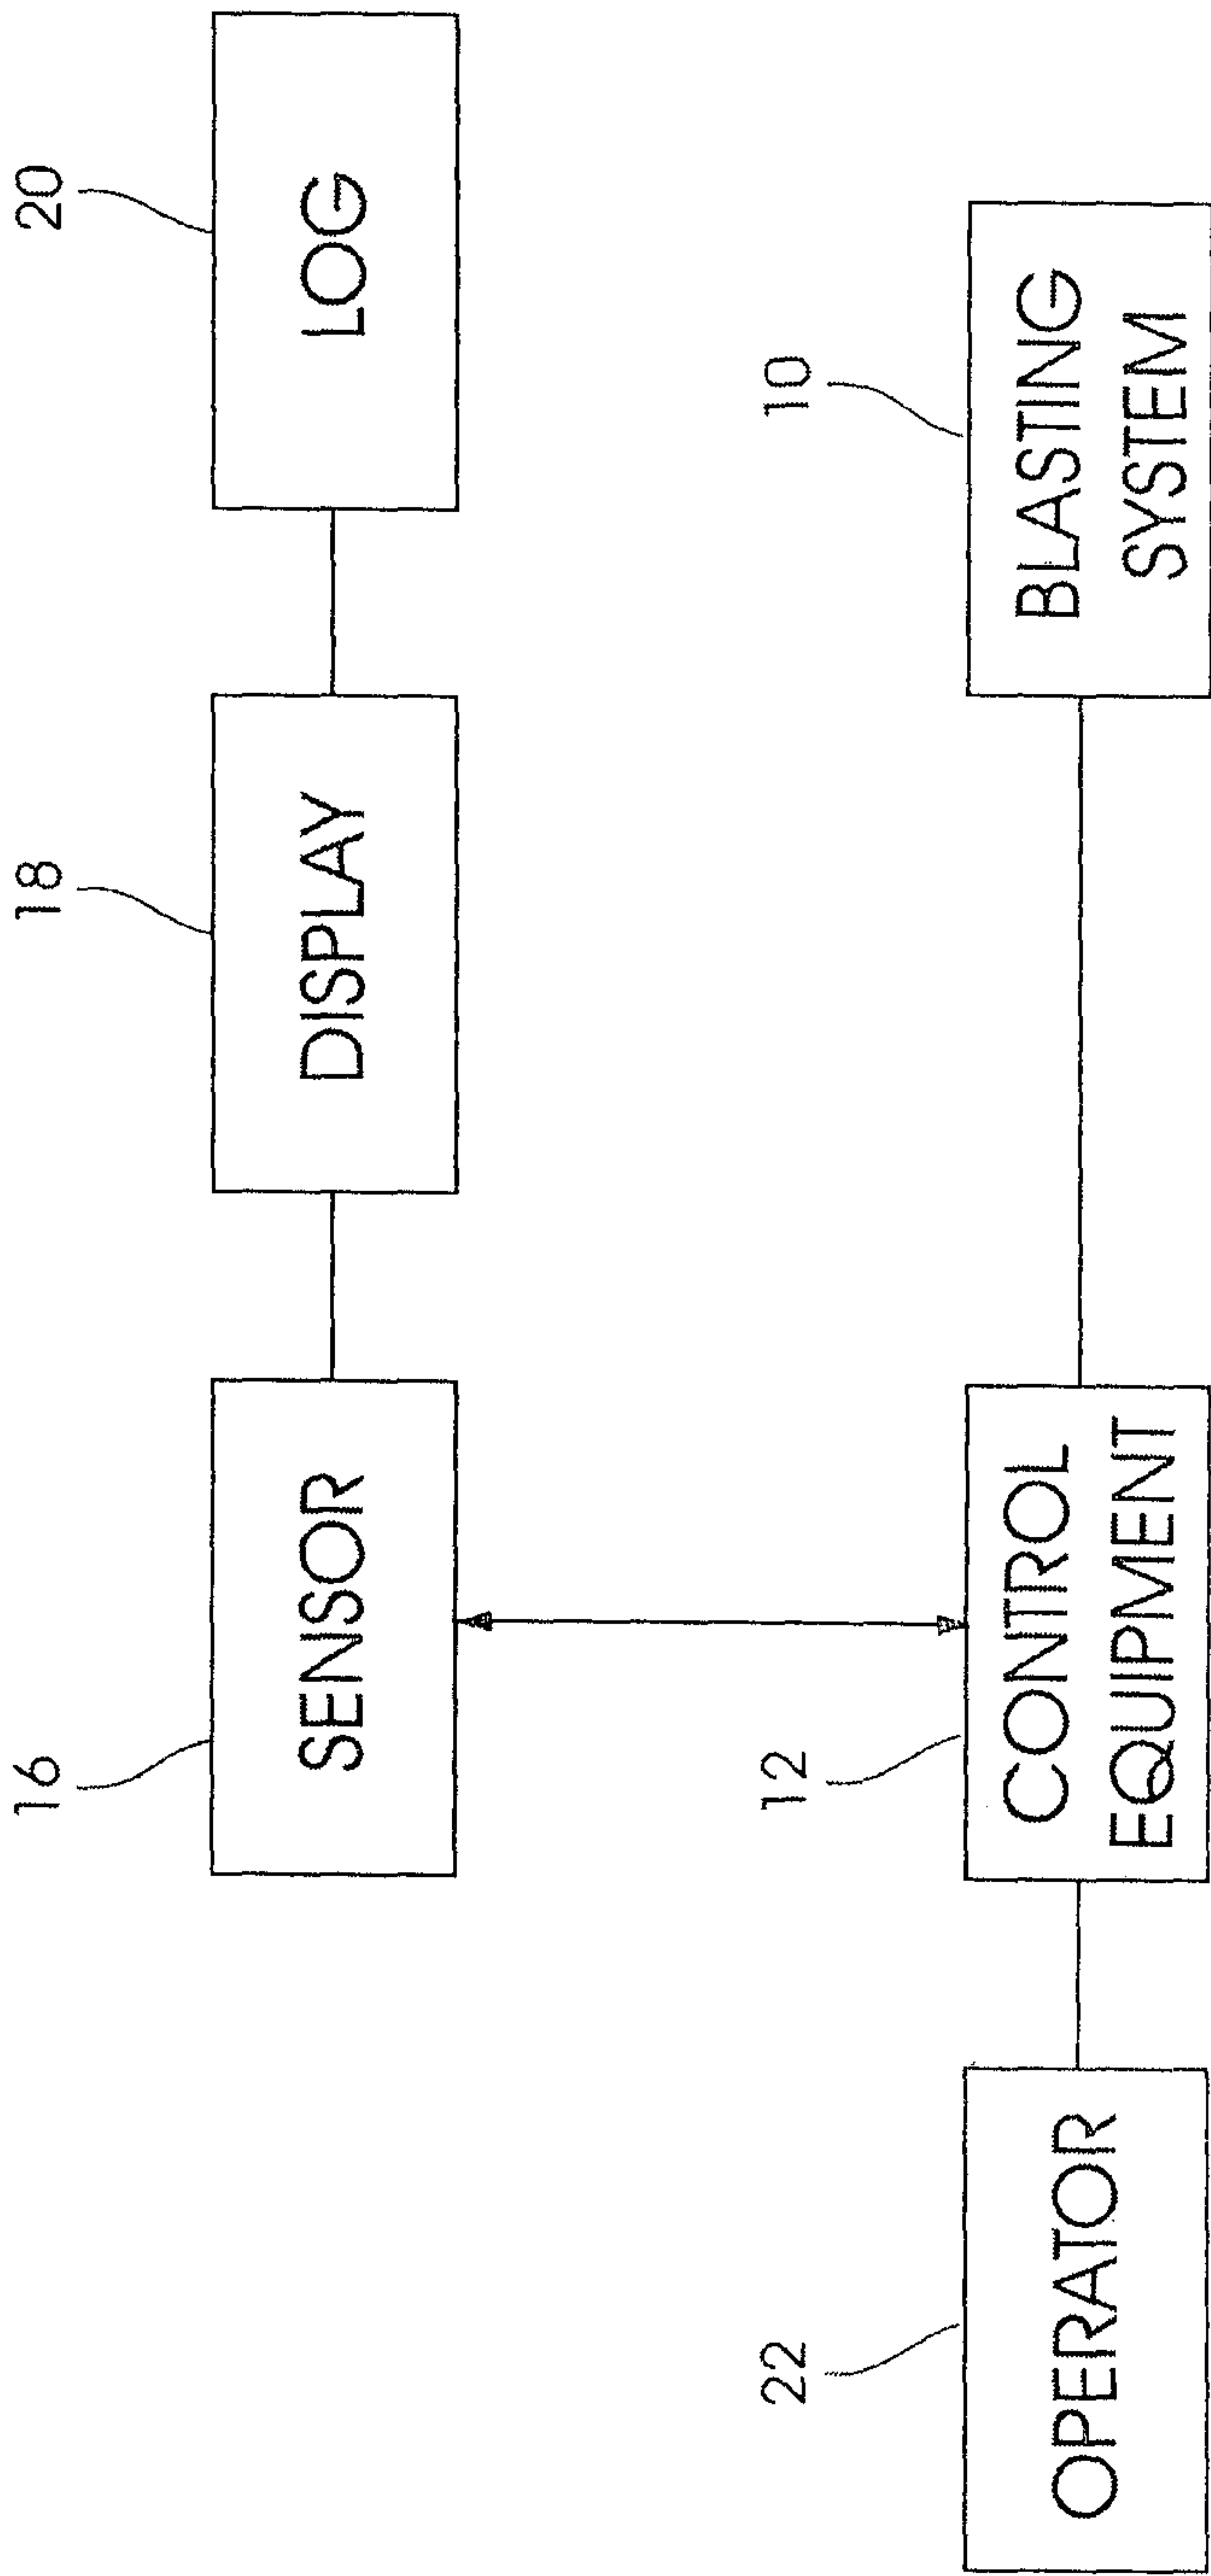 16
18
20
SENSOR
DISPLAY
LOG
22
12
10
OPERATOR
CONTROL
EQUIPMENT
BLASTING
SYSTEM